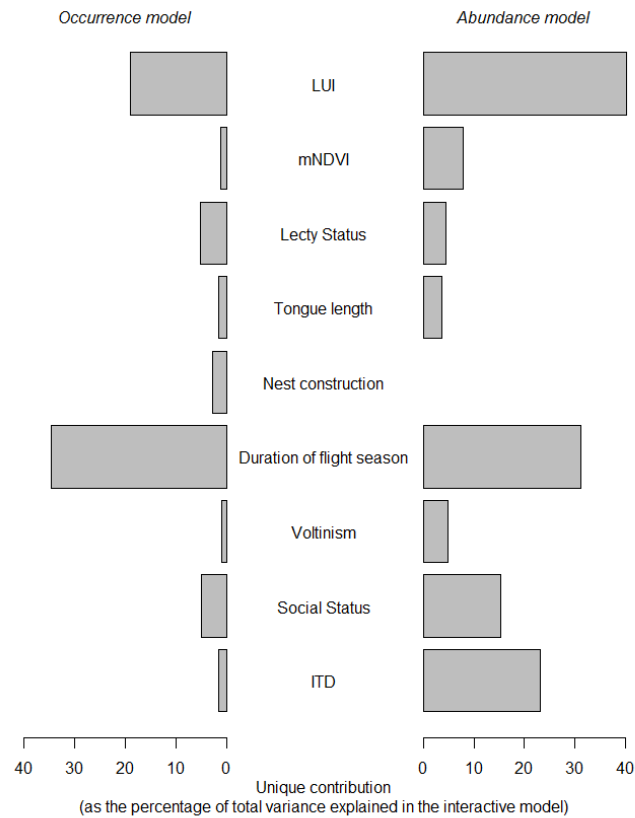 Occurrence model
Abundance model
LUI
mNDVI
Lecty Status
Tongue length
Nest construction
Duration of flight season
Voltinism
Social Status
ITD
40 30 20 10 0
0 10 20 30 40
Unique contribution
(as the percentage of total variance explained in the interactive model)